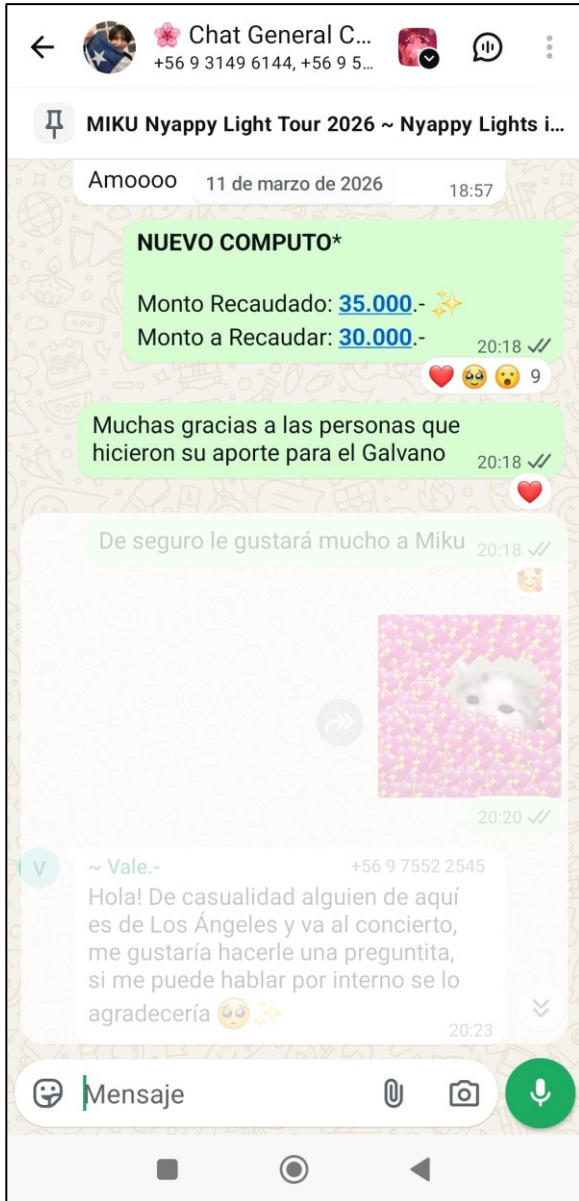 🌸 Chat General C...
+56 9 3149 6144, +56 9 5...
MIKU Nyappy Light Tour 2026 ~ Nyappy Lights i...
Amoooo
18:57
11 de marzo de 2026
NUEVO COMPUTO*
Monto Recaudado: 35.000.- ✨
Monto a Recaudar: 30.000.-
20:18
❤️🥹😮 9
Muchas gracias a las personas que
hicieron su aporte para el Galvano
20:18
❤️
De seguro le gustará mucho a Miku
20:18
🥰
20:20
V
~ Vale.-
+56 9 7552 2545
Hola! De casualidad alguien de aquí
es de Los Ángeles y va al concierto,
me gustaría hacerle una preguntita,
si me puede hablar por interno se lo
agradecería 🥺✨
20:23
Mensaje